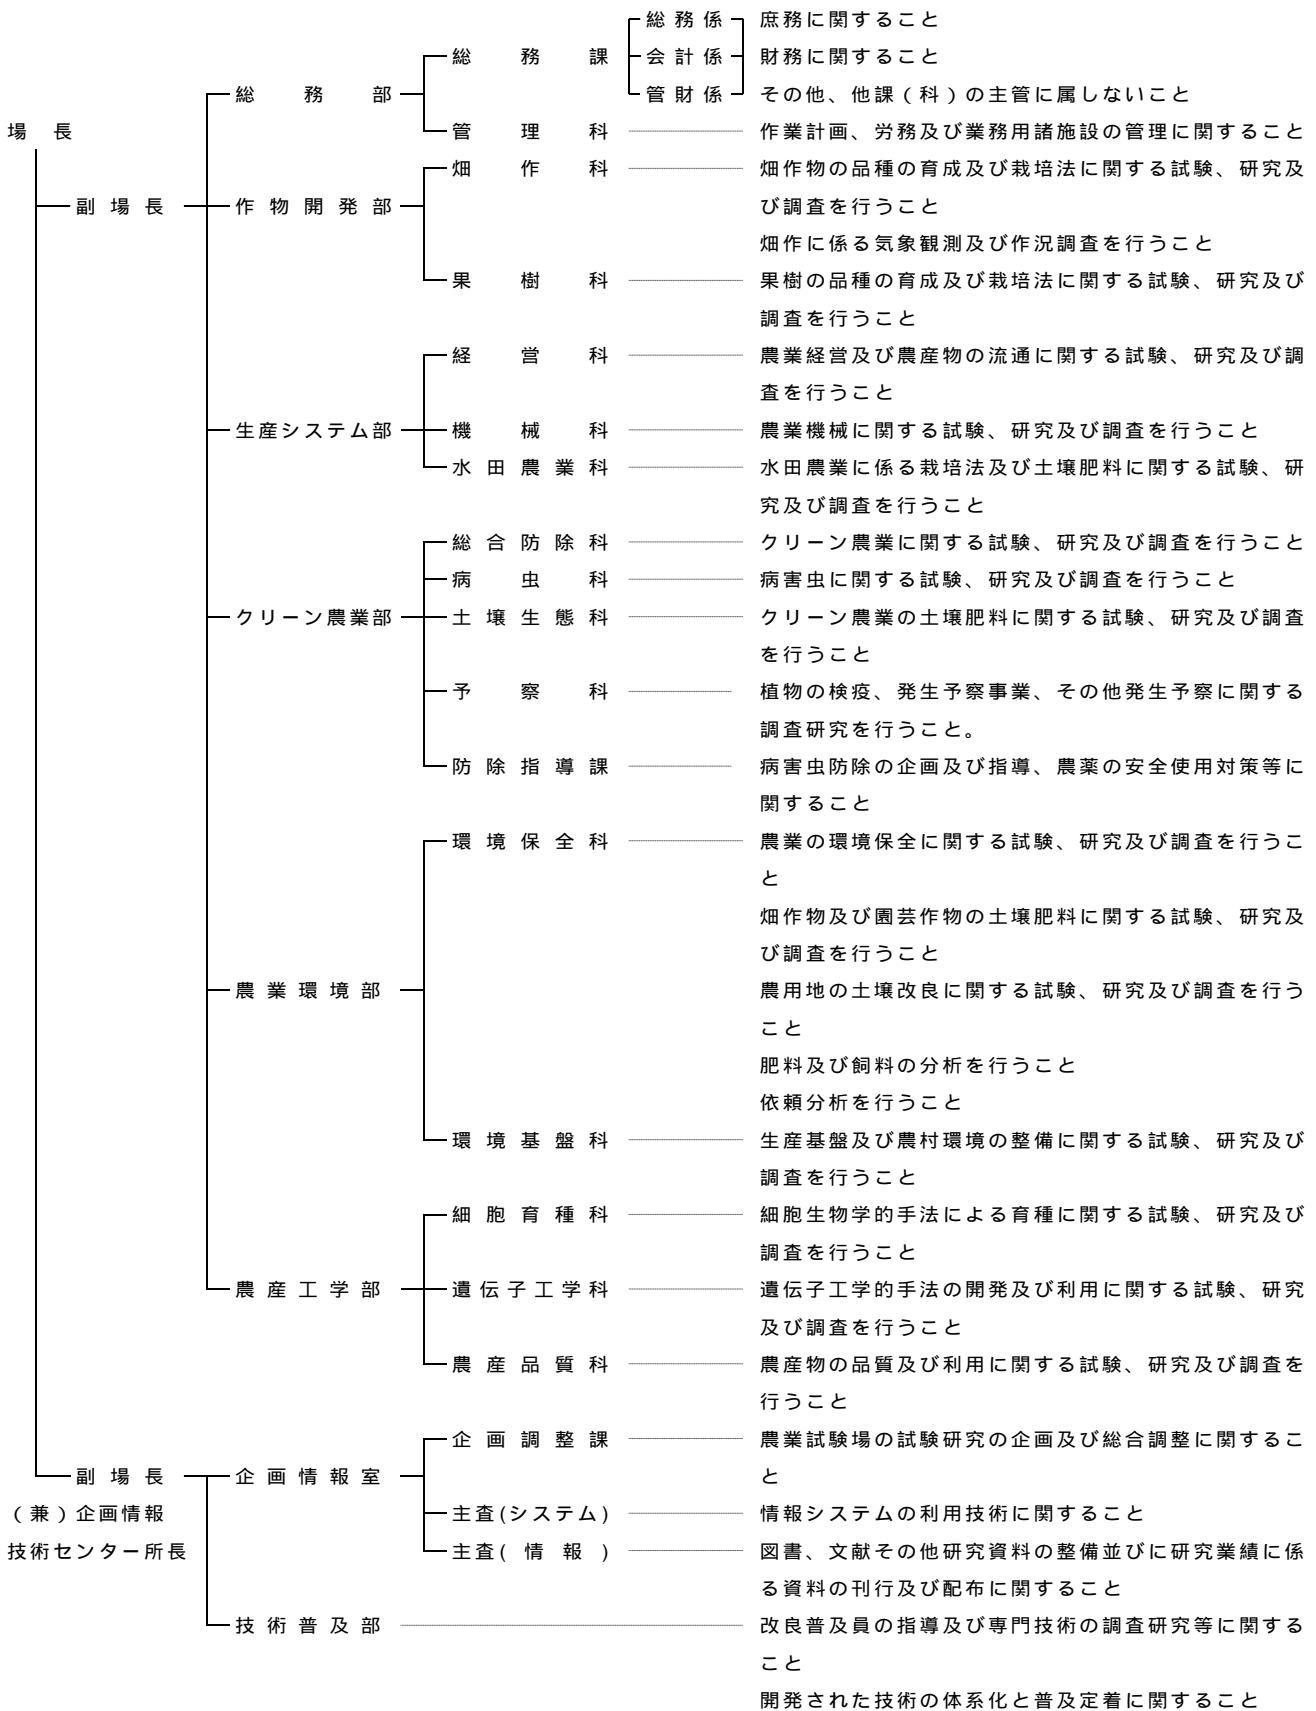 総務係 庶務に関すること
総務課 会計係 財務に関すること
総務部 管財係 その他、他課（科）の主管に属しないこと
場長 管理科 作業計画、労務及び業務用諸施設の管理に関すること
畑作科 畑作物の品種の育成及び栽培法に関する試験、研究及
副場長 作物開発部 び調査を行うこと
畑作に係る気象観測及び作況調査を行うこと
果樹科 果樹の品種の育成及び栽培法に関する試験、研究及び
調査を行うこと
経営科 農業経営及び農産物の流通に関する試験、研究及び調
査を行うこと
生産システム部 機械科 農業機械に関する試験、研究及び調査を行うこと
水田農業科 水田農業に係る栽培法及び土壌肥料に関する試験、研
究及び調査を行うこと
総合防除科 クリーン農業に関する試験、研究及び調査を行うこと
病虫科 病害虫に関する試験、研究及び調査を行うこと
クリーン農業部 土壌生態科 クリーン農業の土壌肥料に関する試験、研究及び調査
を行うこと
予察科 植物の検疫、発生予察事業、その他発生予察に関する
調査研究を行うこと。
防除指導課 病害虫防除の企画及び指導、農薬の安全使用対策等に
関すること
環境保全科 農業の環境保全に関する試験、研究及び調査を行うこ
と
畑作物及び園芸作物の土壌肥料に関する試験、研究及
び調査を行うこと
農業環境部 農用地の土壌改良に関する試験、研究及び調査を行う
こと
肥料及び飼料の分析を行うこと
依頼分析を行うこと
環境基盤科 生産基盤及び農村環境の整備に関する試験、研究及び
調査を行うこと
細胞育種科 細胞生物学的手法による育種に関する試験、研究及び
調査を行うこと
農産工学部 遺伝子工学科 遺伝子工学的手法の開発及び利用に関する試験、研究
及び調査を行うこと
農産品質科 農産物の品質及び利用に関する試験、研究及び調査を
行うこと
企画調整課 農業試験場の試験研究の企画及び総合調整に関するこ
副場長 企画情報室 と
（兼）企画情報 主査(システム) 情報システムの利用技術に関すること
技術センター所長 主査(情報) 図書、文献その他研究資料の整備並びに研究業績に係
る資料の刊行及び配布に関すること
技術普及部 改良普及員の指導及び専門技術の調査研究等に関する
こと
開発された技術の体系化と普及定着に関すること